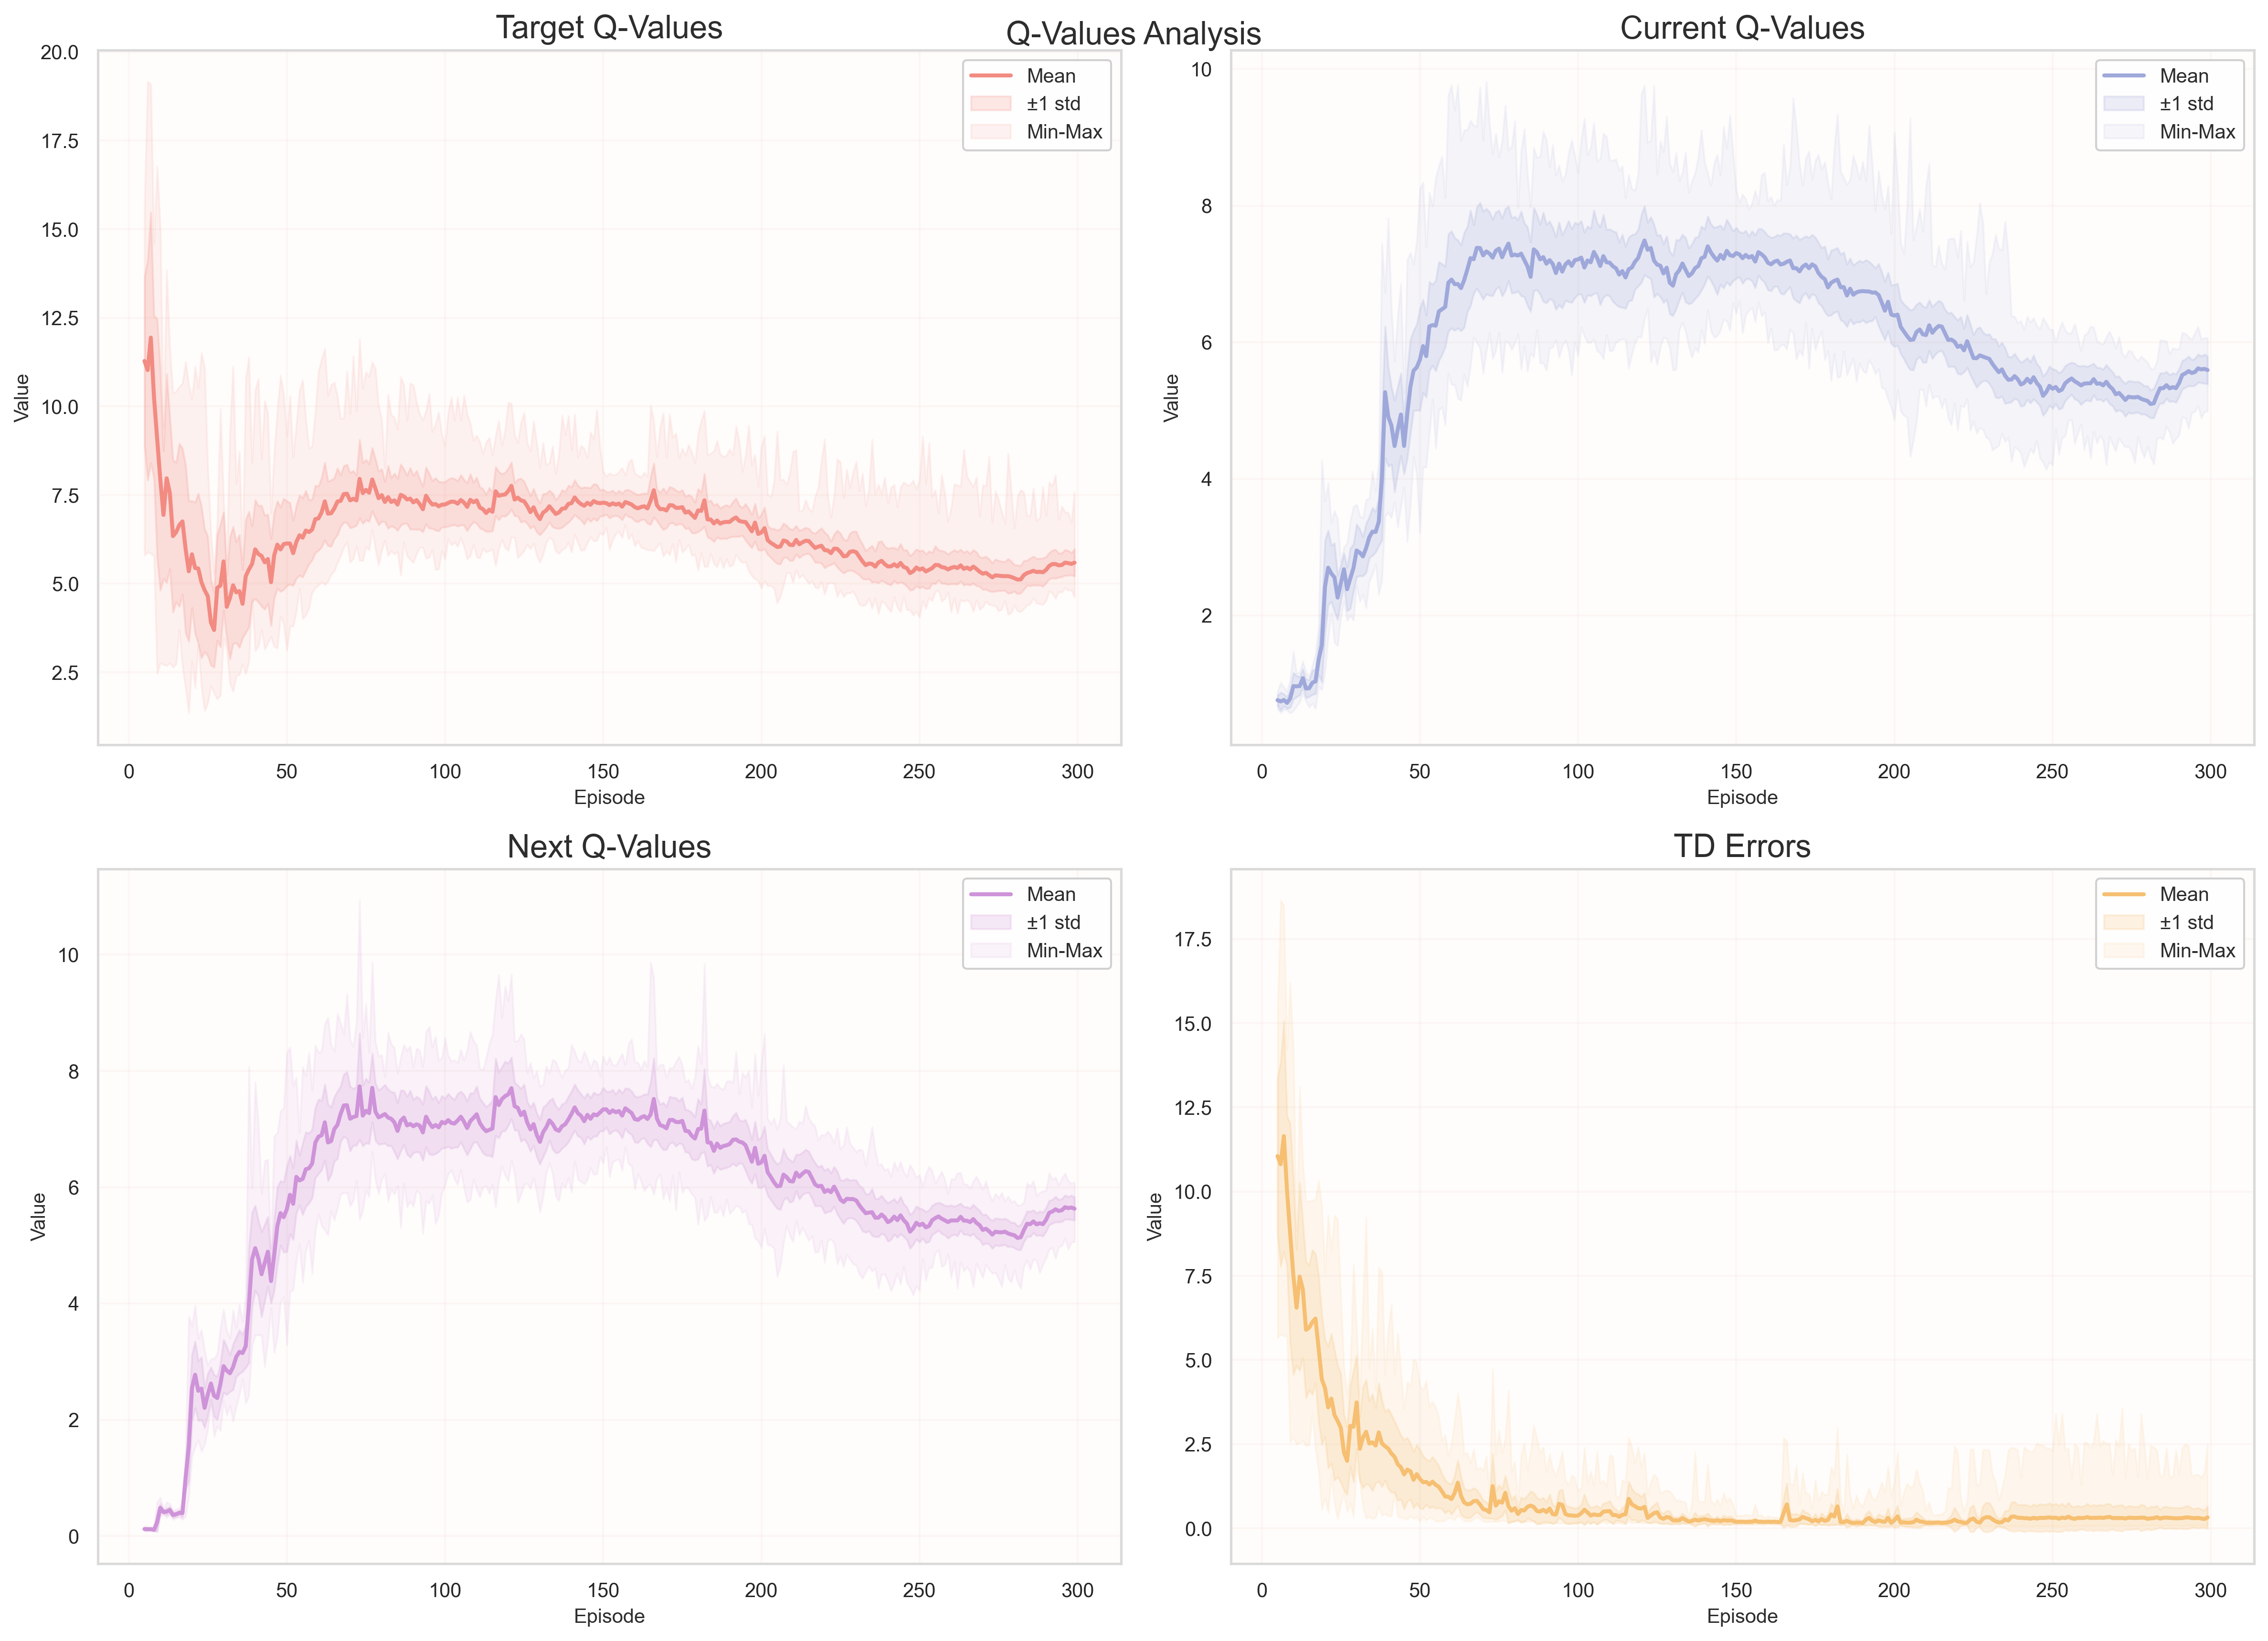 Q-Values Analysis
Target Q-Values
Mean
±1 std
Min-Max
Value
20.0
17.5
15.0
12.5
10.0
7.5
5.0
2.5
0 50 100 150 200 250 300
Episode
Current Q-Values
Mean
±1 std
Min-Max
Value
10
8
6
4
2
0 50 100 150 200 250 300
Episode
Next Q-Values
Mean
±1 std
Min-Max
Value
10
8
6
4
2
0
0 50 100 150 200 250 300
Episode
TD Errors
Mean
±1 std
Min-Max
Value
17.5
15.0
12.5
10.0
7.5
5.0
2.5
0.0
0 50 100 150 200 250 300
Episode